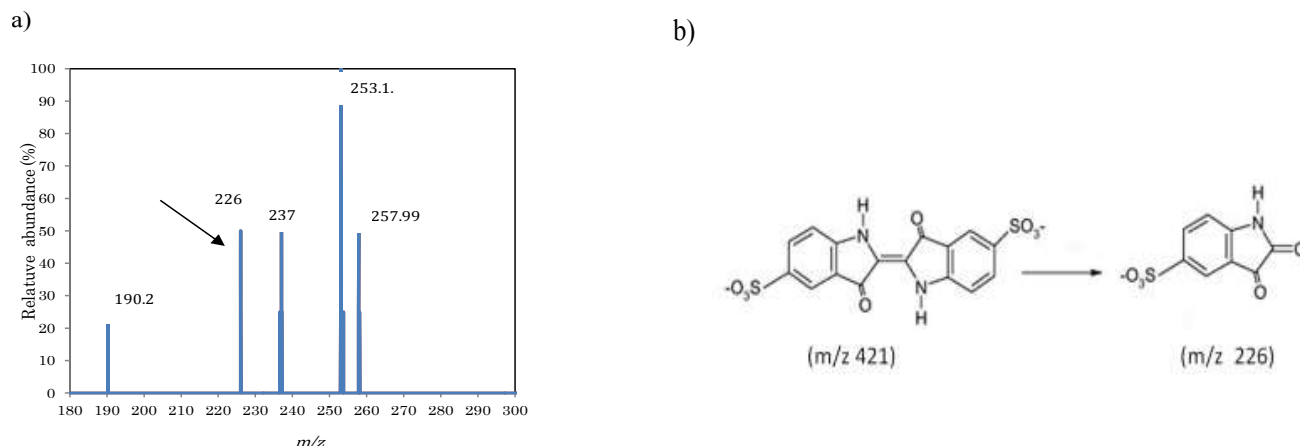 a)
b)
Relative abundance (%)
100
90
80
70
60
50
40
30
20
10
0
253.1.
226
237
257.99
190.2
180 190 200 210 220 230 240 250 260 270 280 290 300
m/z
H
N
O
SO₃-
-O₃S
O
N
H
(m/z 421)
H
N
O
-O₃S
O
(m/z 226)